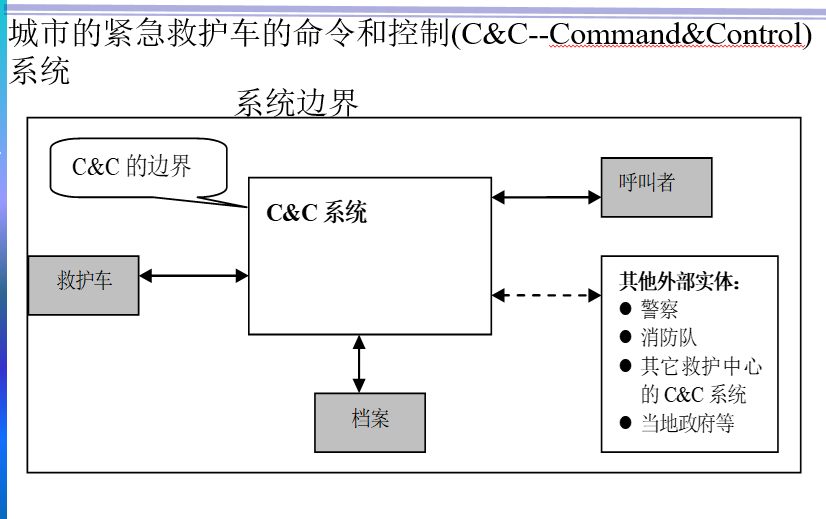 城市的紧急救护车的命令和控制(C&C--Command&Control)
系统
系统边界
C&C 的边界
C&C 系统
呼叫者
救护车
其他外部实体：
● 警察
● 消防队
● 其它救护中心
的 C&C 系统
● 当地政府等
档案